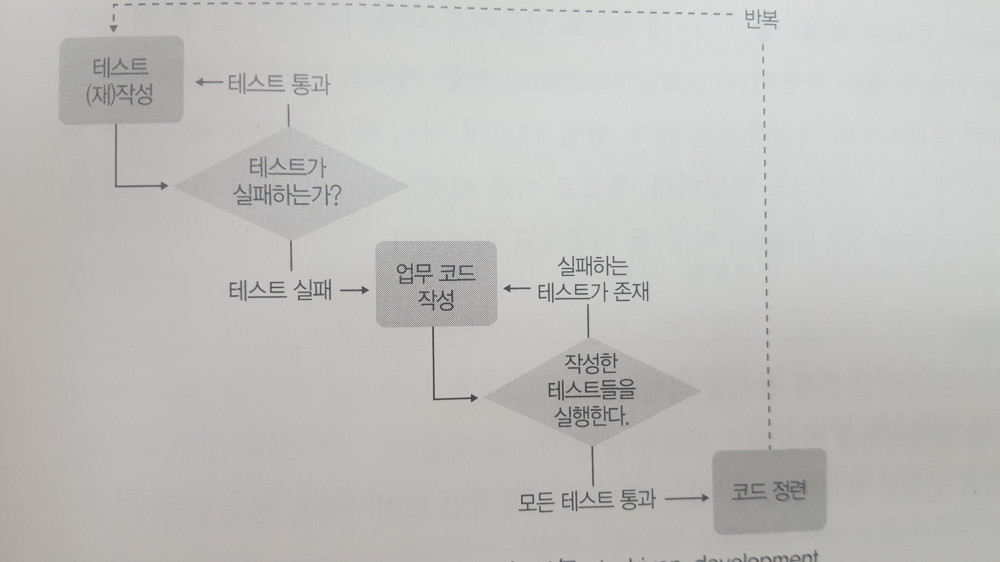 반복
테스트
(재)작성
테스트 통과
테스트가
실패하는가?
테스트 실패
업무 코드
작성
실패하는
테스트가 존재
작성한
테스트들을
실행한다.
모든 테스트 통과
코드 정련
development